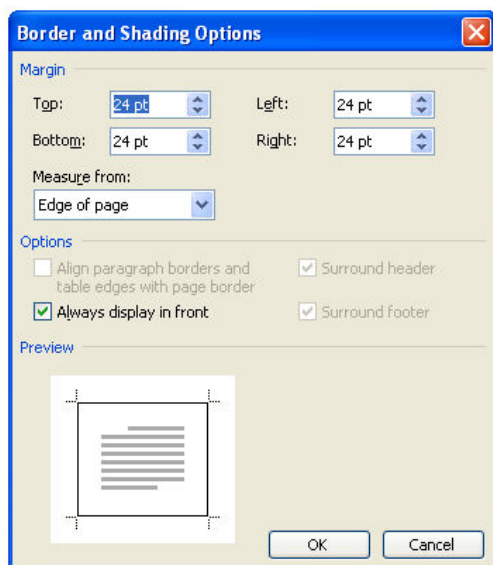 Border and Shading Options
Margin
Top: 24 pt Left: 24 pt
Bottom: 24 pt Right: 24 pt
Measure from:
Edge of page
Options
Align paragraph borders and
table edges with page border
Surround header
Always display in front
Surround footer
Preview
OK Cancel